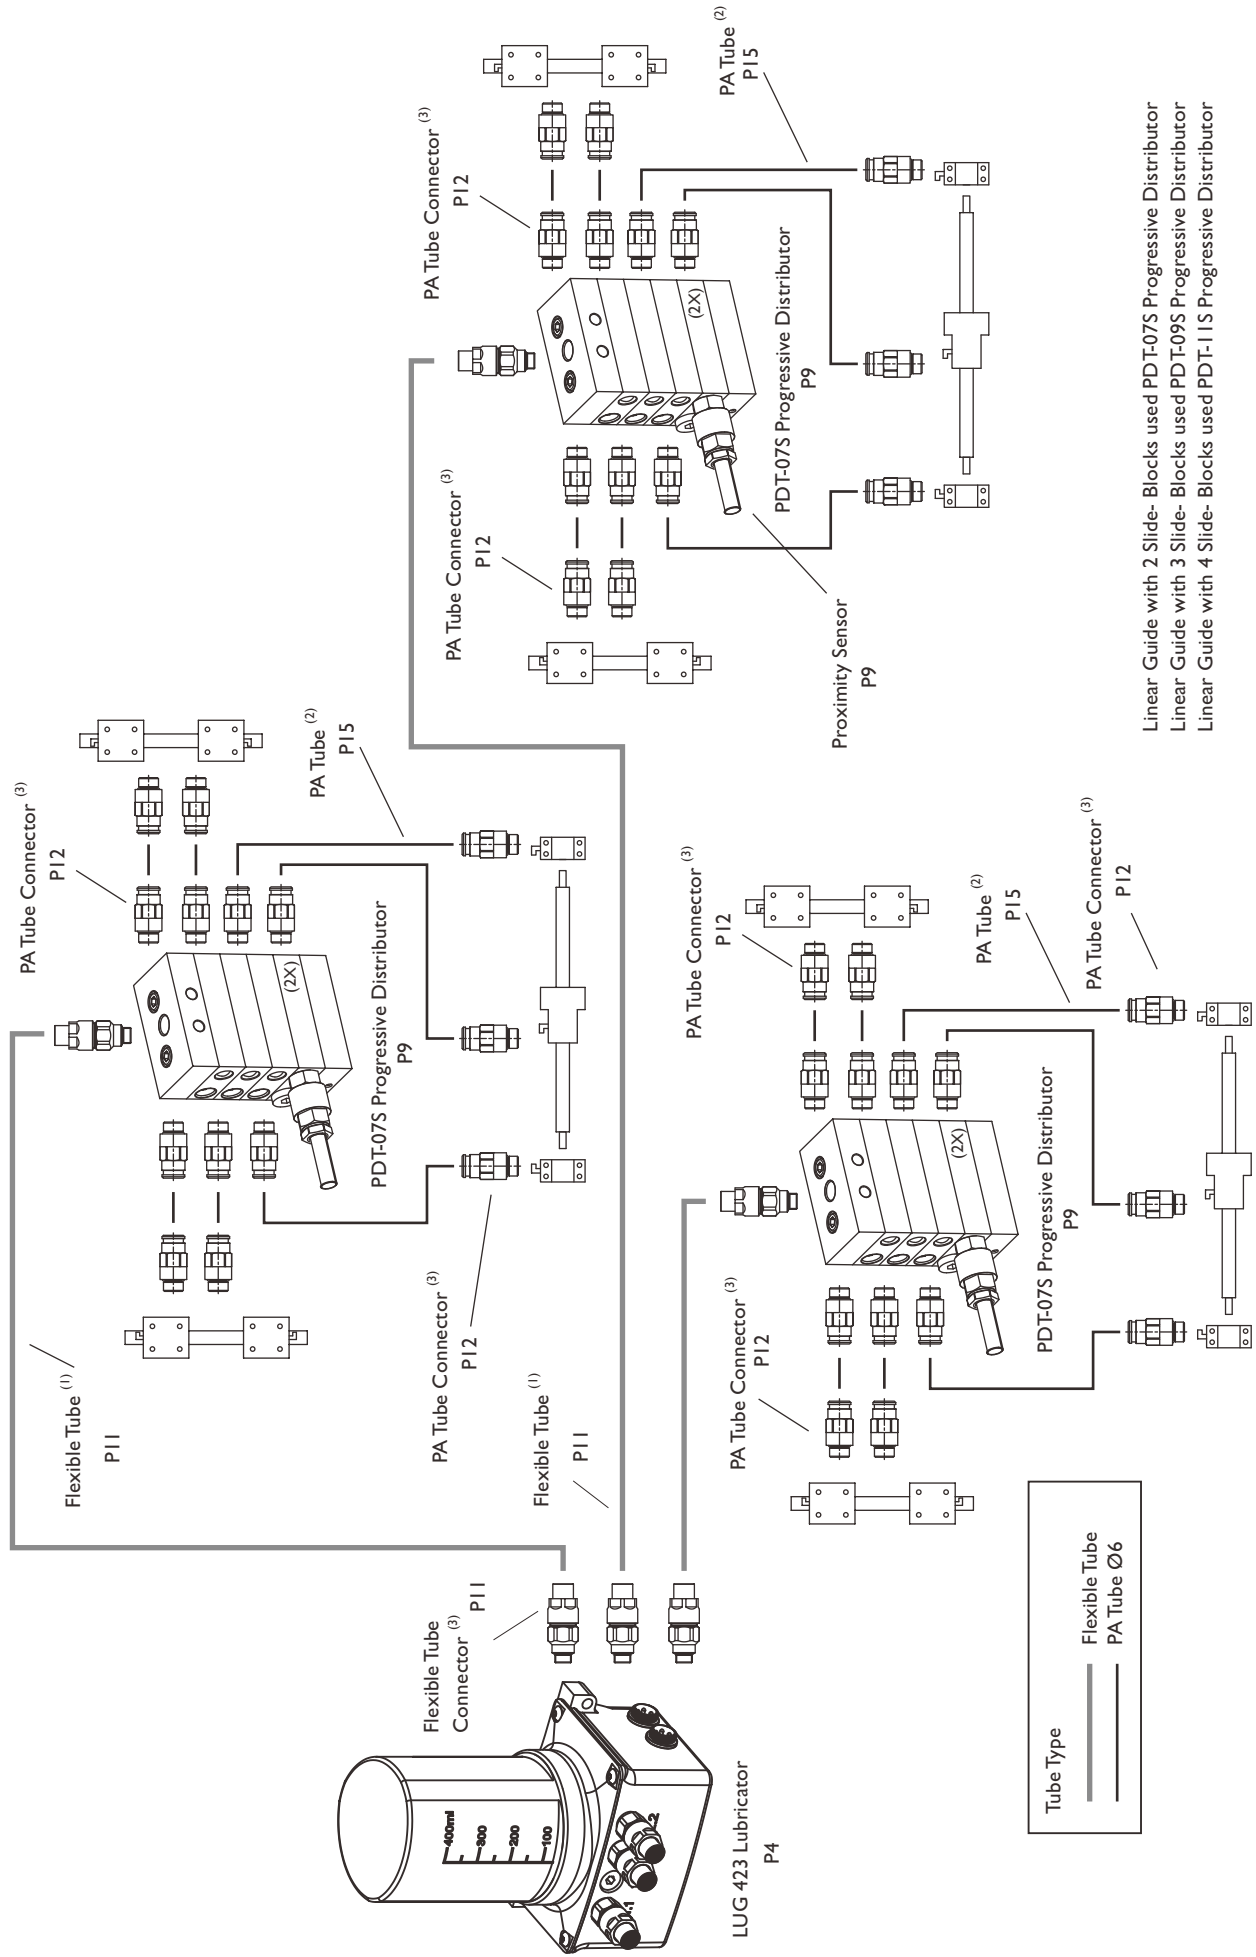 Flexible Tube (1)
P11
PA Tube Connector (3)
P12
(2X)
PA Tube (2)
P15
PDT-07S Progressive Distributor
P9
PA Tube Connector (3)
P12
PA Tube Connector (3)
P12
PA Tube Connector (3)
P12
(2X)
PA Tube (2)
P15
PDT-07S Progressive Distributor
P9
Proximity Sensor
P9
Flexible Tube
Connector (3)
P11
Flexible Tube (1)
P11
400ml
300
200
100
LUG 423 Lubricator
P4
PA Tube Connector (3)
P12
PA Tube Connector (3)
P12
(2X)
PA Tube (2)
P15
PDT-07S Progressive Distributor
P9
PA Tube Connector (3)
P12
Tube Type
Flexible Tube
PA Tube Ø6
Linear Guide with 2 Slide- Blocks used PDT-07S Progressive Distributor
Linear Guide with 3 Slide- Blocks used PDT-09S Progressive Distributor
Linear Guide with 4 Slide- Blocks used PDT-11S Progressive Distributor